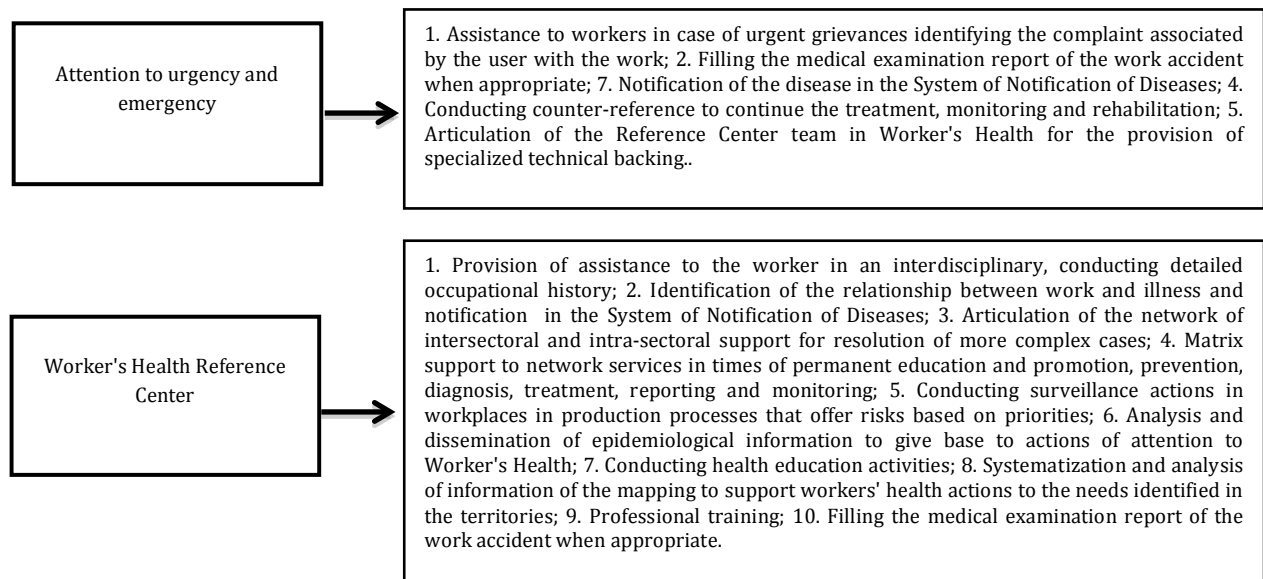 Attention to urgency and
emergency
1. Assistance to workers in case of urgent grievances identifying the complaint associated
by the user with the work; 2. Filling the medical examination report of the work accident
when appropriate; 7. Notification of the disease in the System of Notification of Diseases; 4.
Conducting counter-reference to continue the treatment, monitoring and rehabilitation; 5.
Articulation of the Reference Center team in Worker's Health for the provision of
specialized technical backing..
Worker's Health Reference
Center
1. Provision of assistance to the worker in an interdisciplinary, conducting detailed
occupational history; 2. Identification of the relationship between work and illness and
notification in the System of Notification of Diseases; 3. Articulation of the network of
intersectoral and intra-sectoral support for resolution of more complex cases; 4. Matrix
support to network services in times of permanent education and promotion, prevention,
diagnosis, treatment, reporting and monitoring; 5. Conducting surveillance actions in
workplaces in production processes that offer risks based on priorities; 6. Analysis and
dissemination of epidemiological information to give base to actions of attention to
Worker's Health; 7. Conducting health education activities; 8. Systematization and analysis
of information of the mapping to support workers' health actions to the needs identified in
the territories; 9. Professional training; 10. Filling the medical examination report of the
work accident when appropriate.